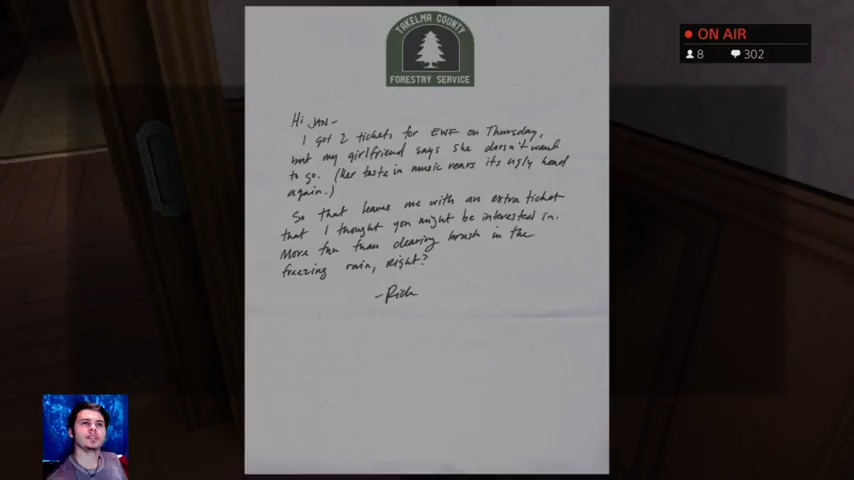 TAKELMA COUNTY
FORESTRY SERVICE
ON AIR
8 302
Hi JAN-
I got 2 tickets for EWF on Thursday,
but my girlfriend says she doesn't want
to go. (Her taste in music rears its ugly head
again.)
So that leaves me with an extra ticket
that I thought you might be interested in.
More fun than clearing brush in the
freezing rain, right?
-Rick